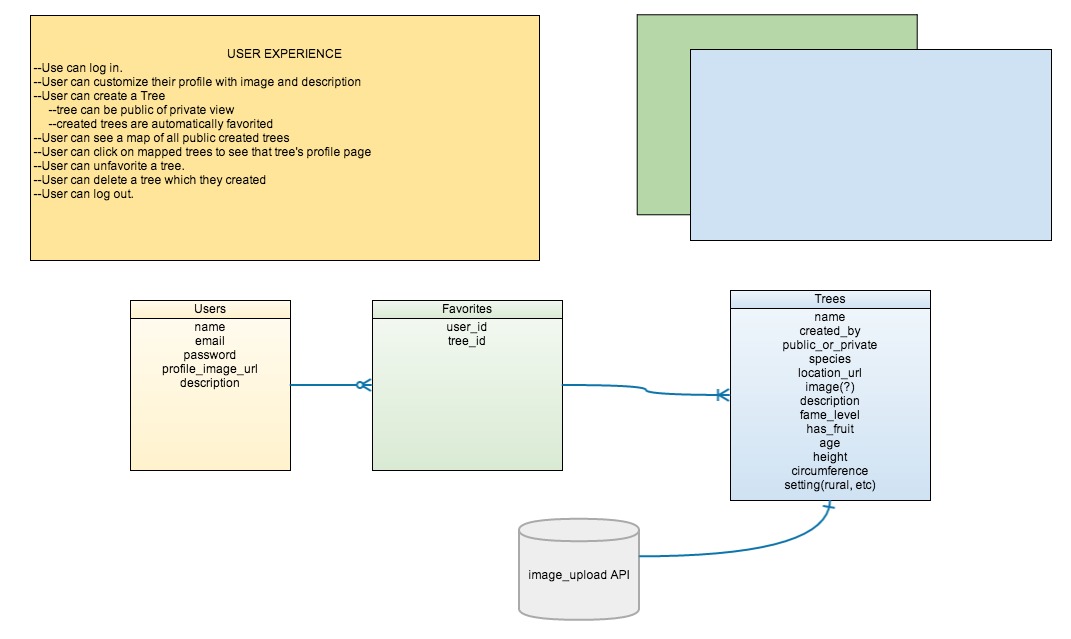 USER EXPERIENCE
--Use can log in.
--User can customize their profile with image and description
--User can create a Tree
--tree can be public of private view
--created trees are automatically favorited
--User can see a map of all public created trees
--User can click on mapped trees to see that tree's profile page
--User can unfavorite a tree.
--User can delete a tree which they created
--User can log out.
Users
name
email
password
profile_image_url
description
Favorites
user_id
tree_id
Trees
name
created_by
public_or_private
species
location_url
image(?)
description
fame_level
has_fruit
age
height
circumference
setting(rural, etc)
image_upload API